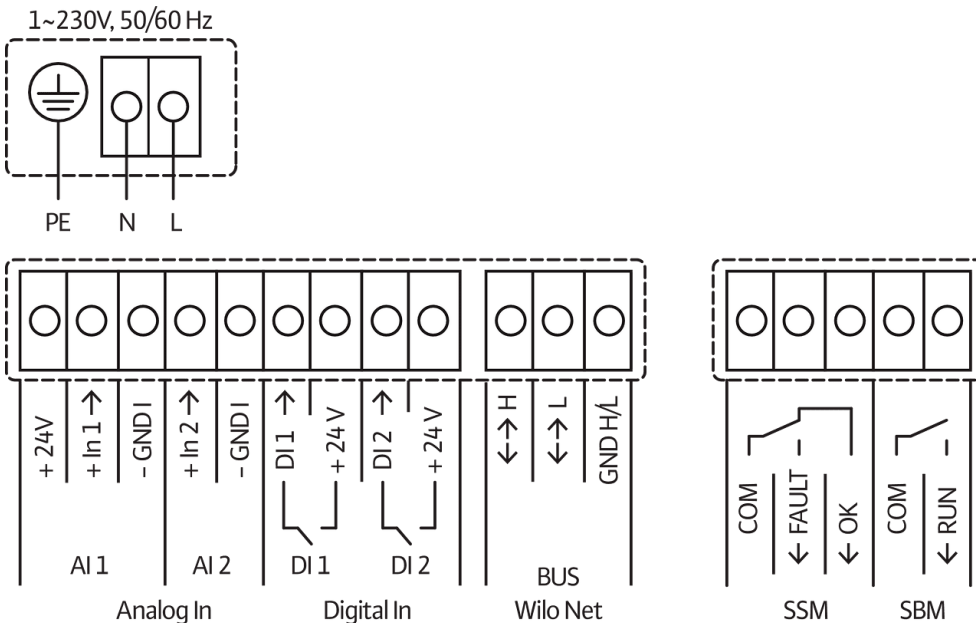 1~230V, 50/60 Hz
PE N L
+ 24V
+ In 1 →
- GND I
+ In 2 →
- GND I
DI 1 →
+ 24 V
DI 2 →
+ 24 V
<--> H
<--> L
GND H/L
COM
← FAULT
← OK
COM
← RUN
AI 1 AI 2 DI 1 DI 2 BUS
Analog In Digital In Wilo Net SSM SBM